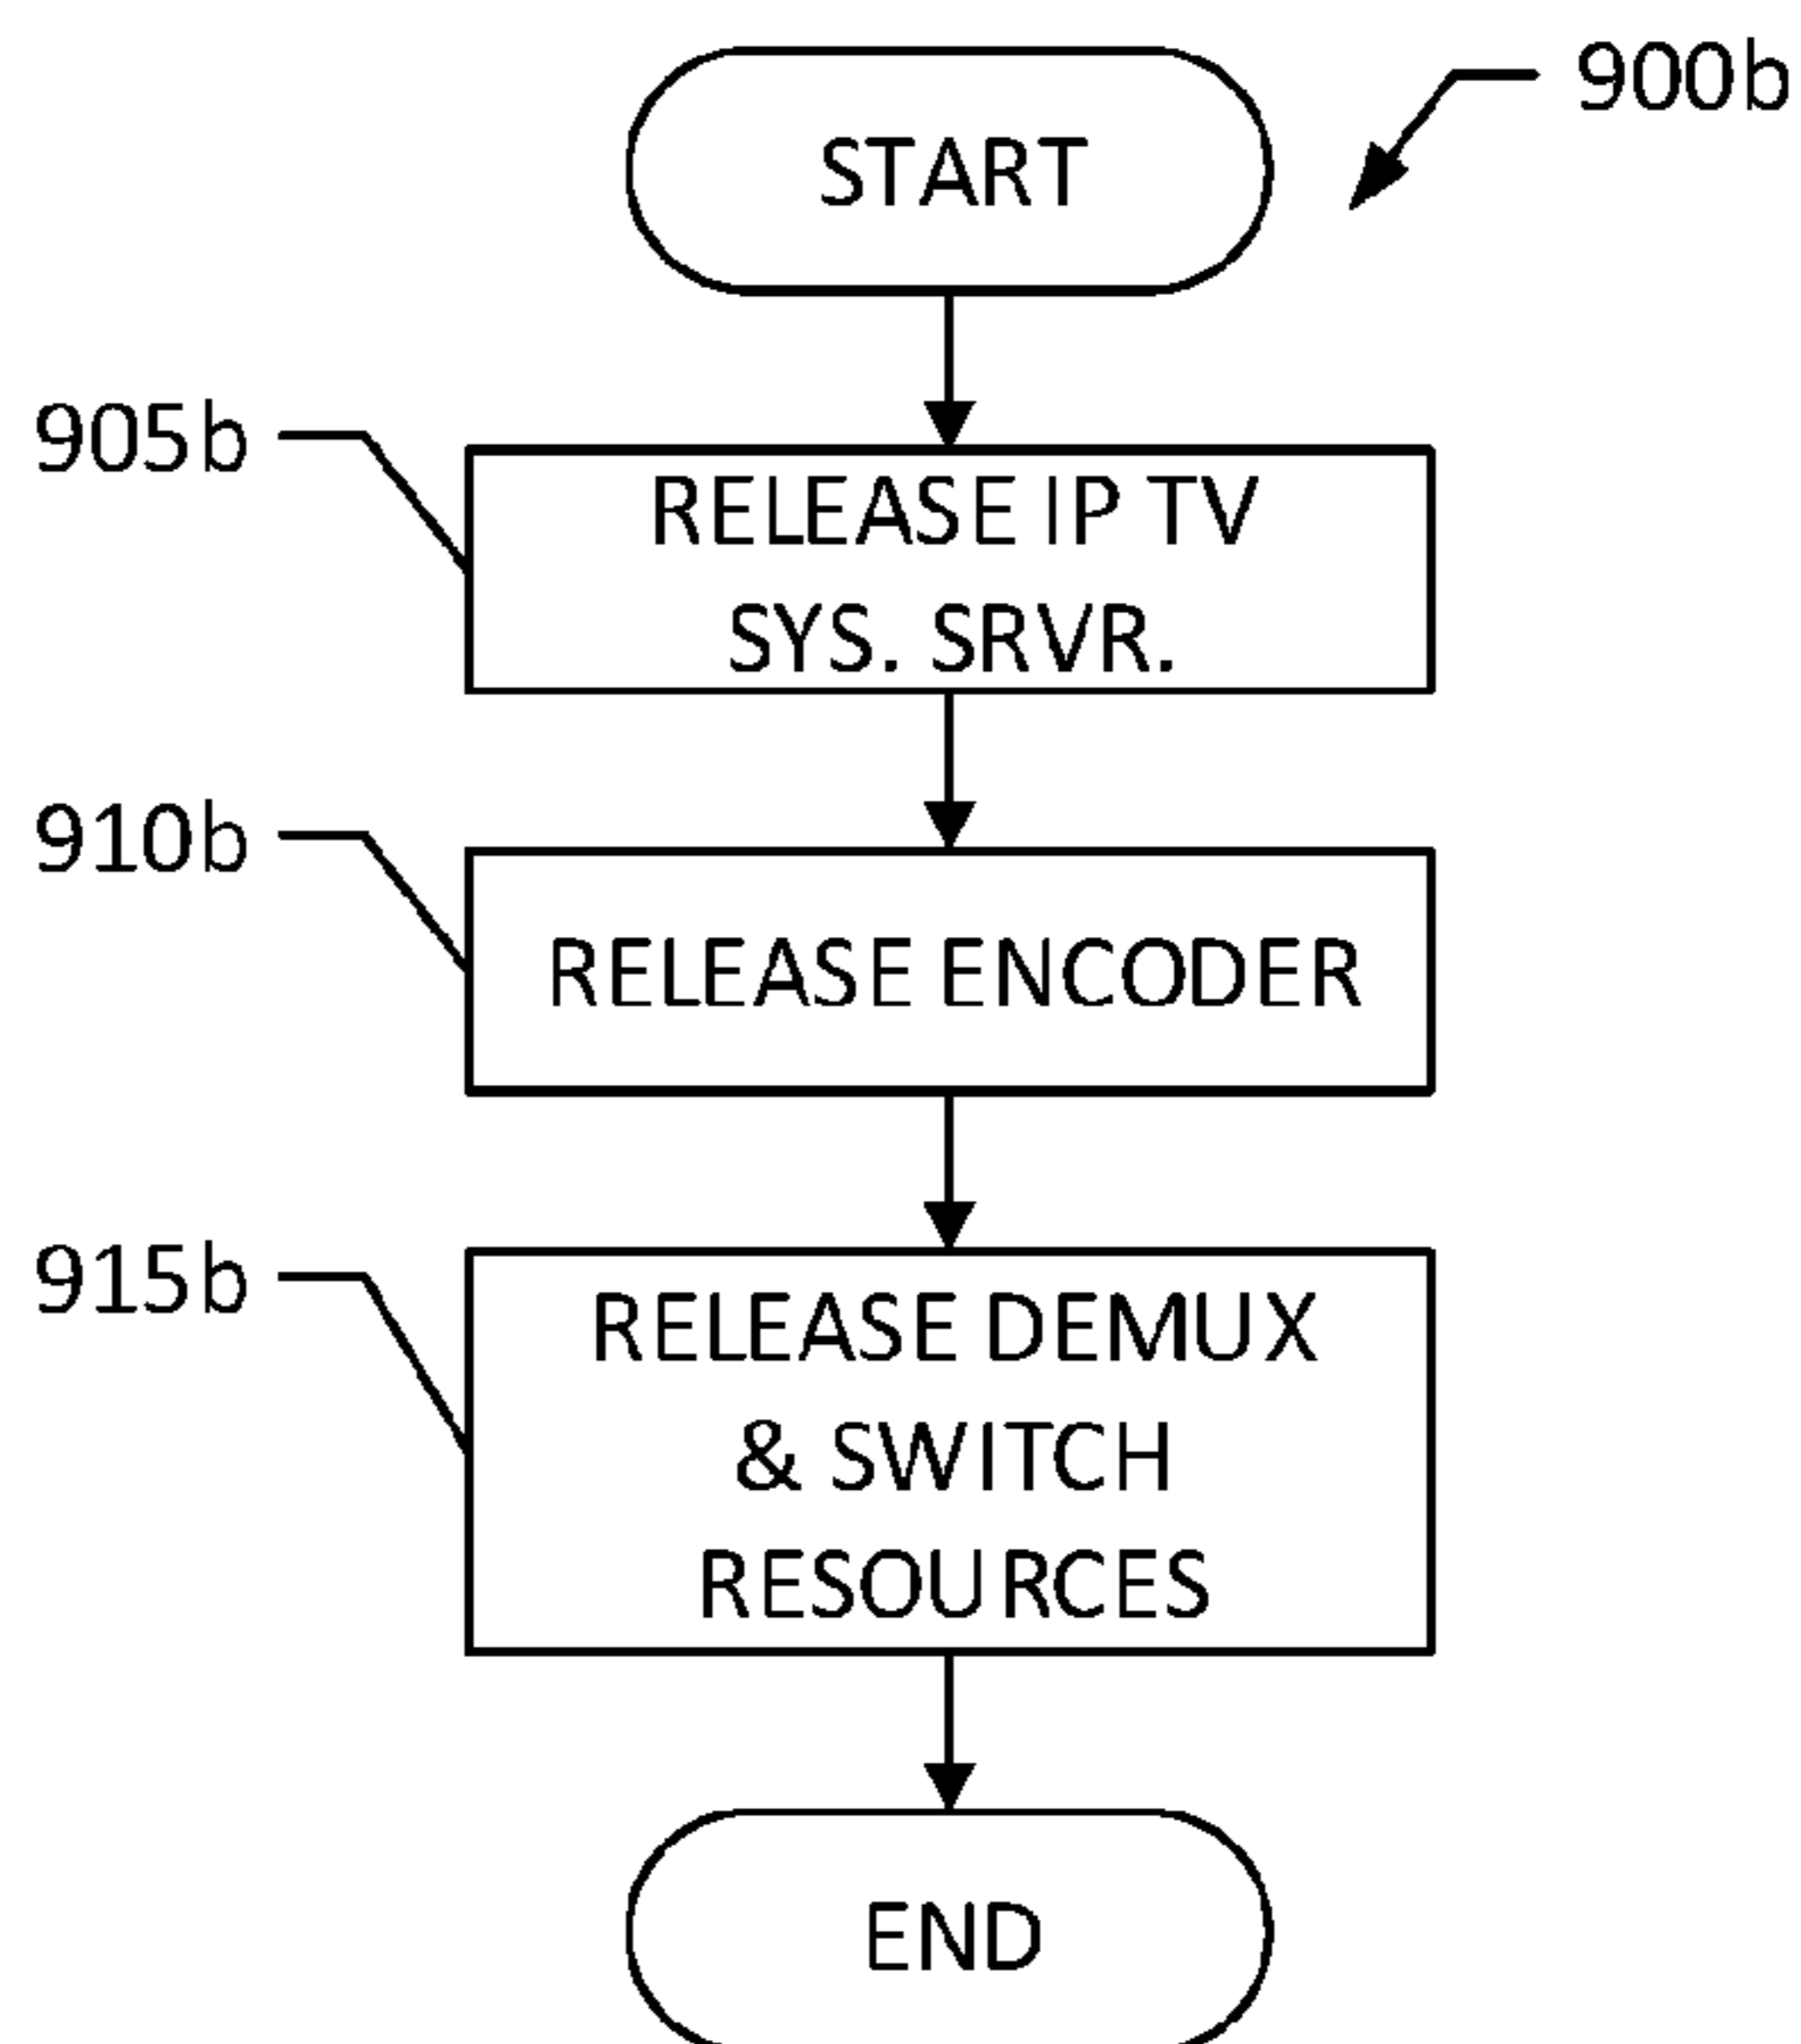 START
900b
905b
RELEASE IP TV
SYS. SRVR.
910b
RELEASE ENCODER
915b
RELEASE DEMUX
& SWITCH
RESOURCES
END